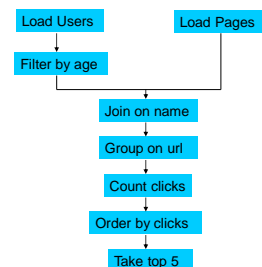 Load Users
Load Pages
Filter by age
Join on name
Group on url
Count clicks
Order by clicks
Take top 5